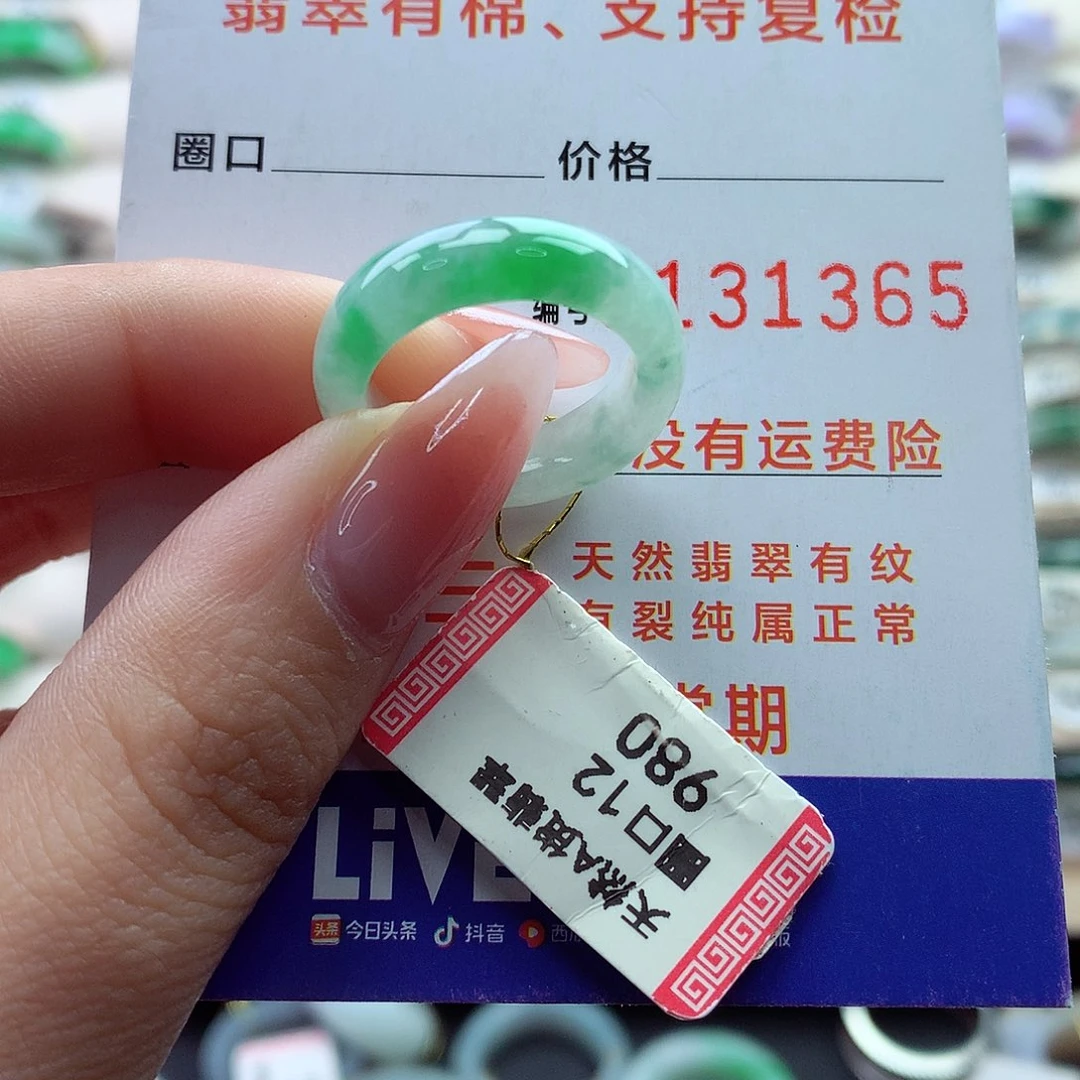 翡翠有棉、支持复检
圈口 价格
编号 131365
没有运费险
天然翡翠有纹
有裂纯属正常
期
天然A货翡翠
圈口12
980
LiVE
头条 今日头条 抖音 西